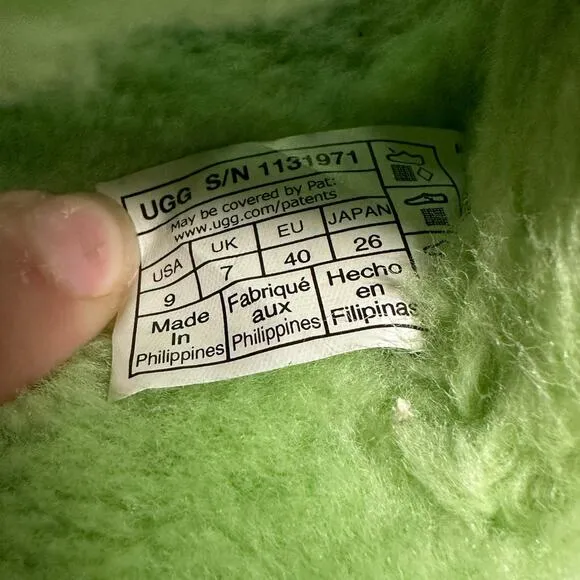 UGG S/N 1131971
May be covered by Pat:
www.ugg.com/patents
USA UK EU JAPAN
9 7 40 26
Made In Philippines
Fabriqué aux Philippines
Hecho en Filipinas